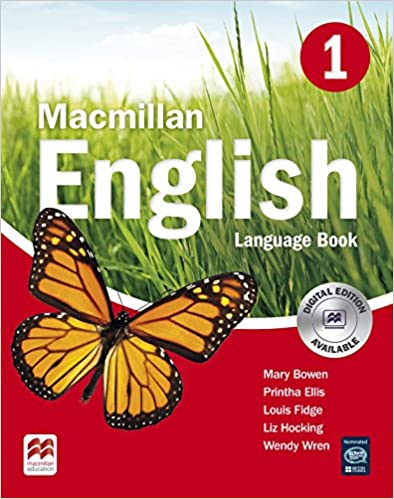 1
Macmillan
English
Language Book
DIGITAL EDITION
AVAILABLE
Mary Bowen
Printha Ellis
Louis Fidge
Liz Hocking
Wendy Wren
macmillan
education
Nominated